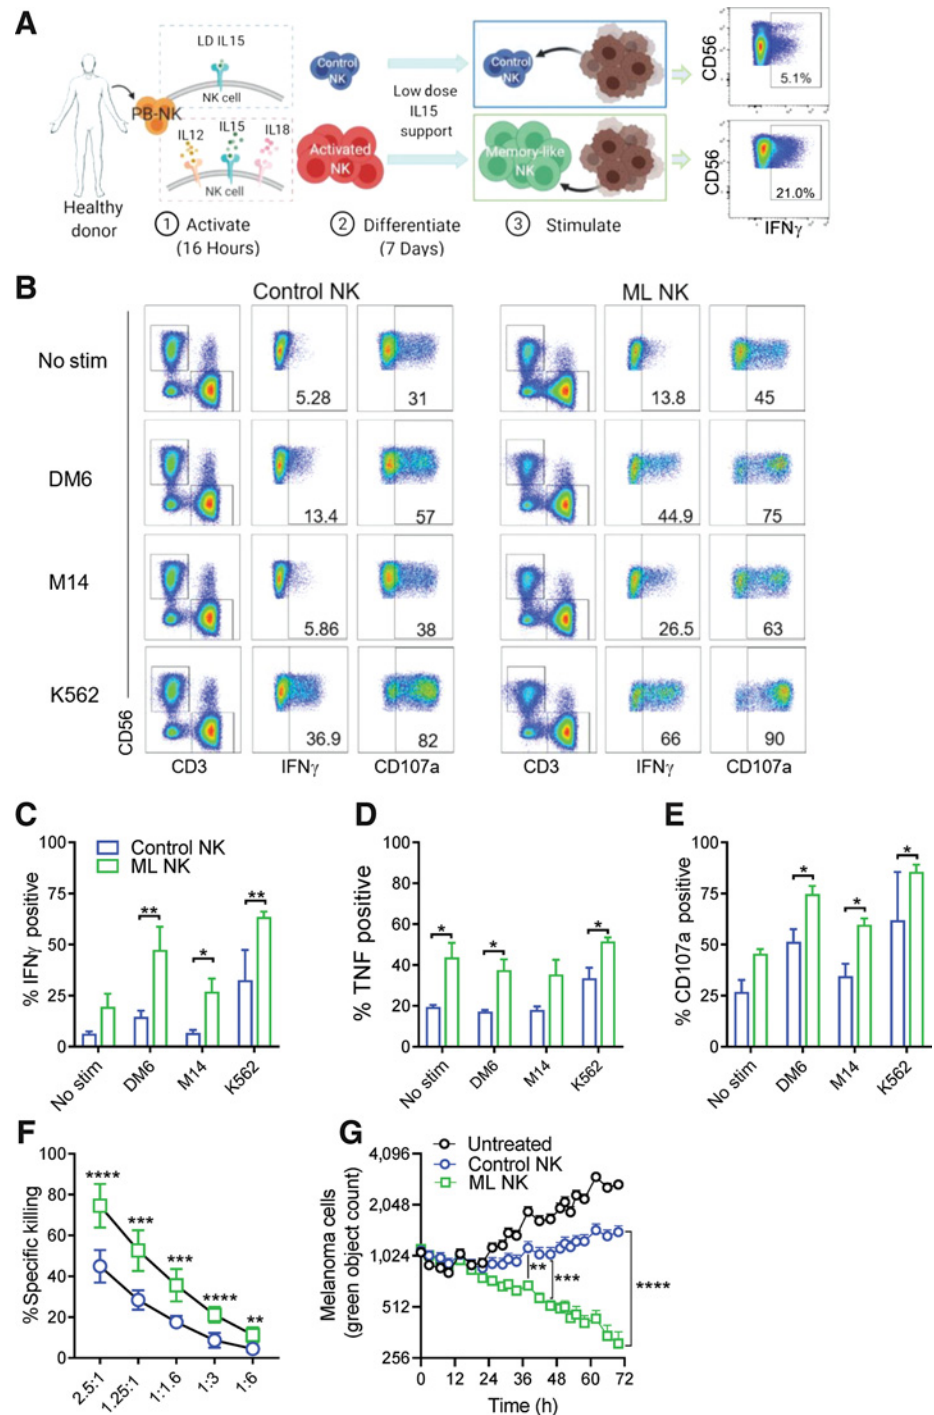 A
LD IL15
NK cell
PB-NK
IL12 IL15 IL18
NK cell
Healthy
donor
1 Activate
(16 Hours)
Control
NK
Activated
NK
Low dose
IL15
support
2 Differentiate
(7 Days)
Control
NK
Memory-like
NK
3 Stimulate
CD56
5.1%
CD56
21.0%
IFNγ
B
Control NK ML NK
No stim 5.28 31 13.8 45
DM6 13.4 57 44.9 75
M14 5.86 38 26.5 63
K562 36.9 82 66 90
CD56
CD3 IFNγ CD107a CD3 IFNγ CD107a
C
Control NK
ML NK
% IFNγ positive
100
75
50
25
0
** * **
No stim DM6 M14 K562
D
% TNF positive
100
80
60
40
20
0
* * *
No stim DM6 M14 K562
E
% CD107a positive
100
75
50
25
0
* * *
No stim DM6 M14 K562
F
%Specific killing
100
80
60
40
20
0
**** *** *** **** **
2.5:1 1.25:1 1:1.6 1:3 1:6
G
Untreated
Control NK
ML NK
Melanoma cells
(green object count)
4,096
2,048
1,024
512
256
** *** ****
0 12 24 36 48 60 72
Time (h)